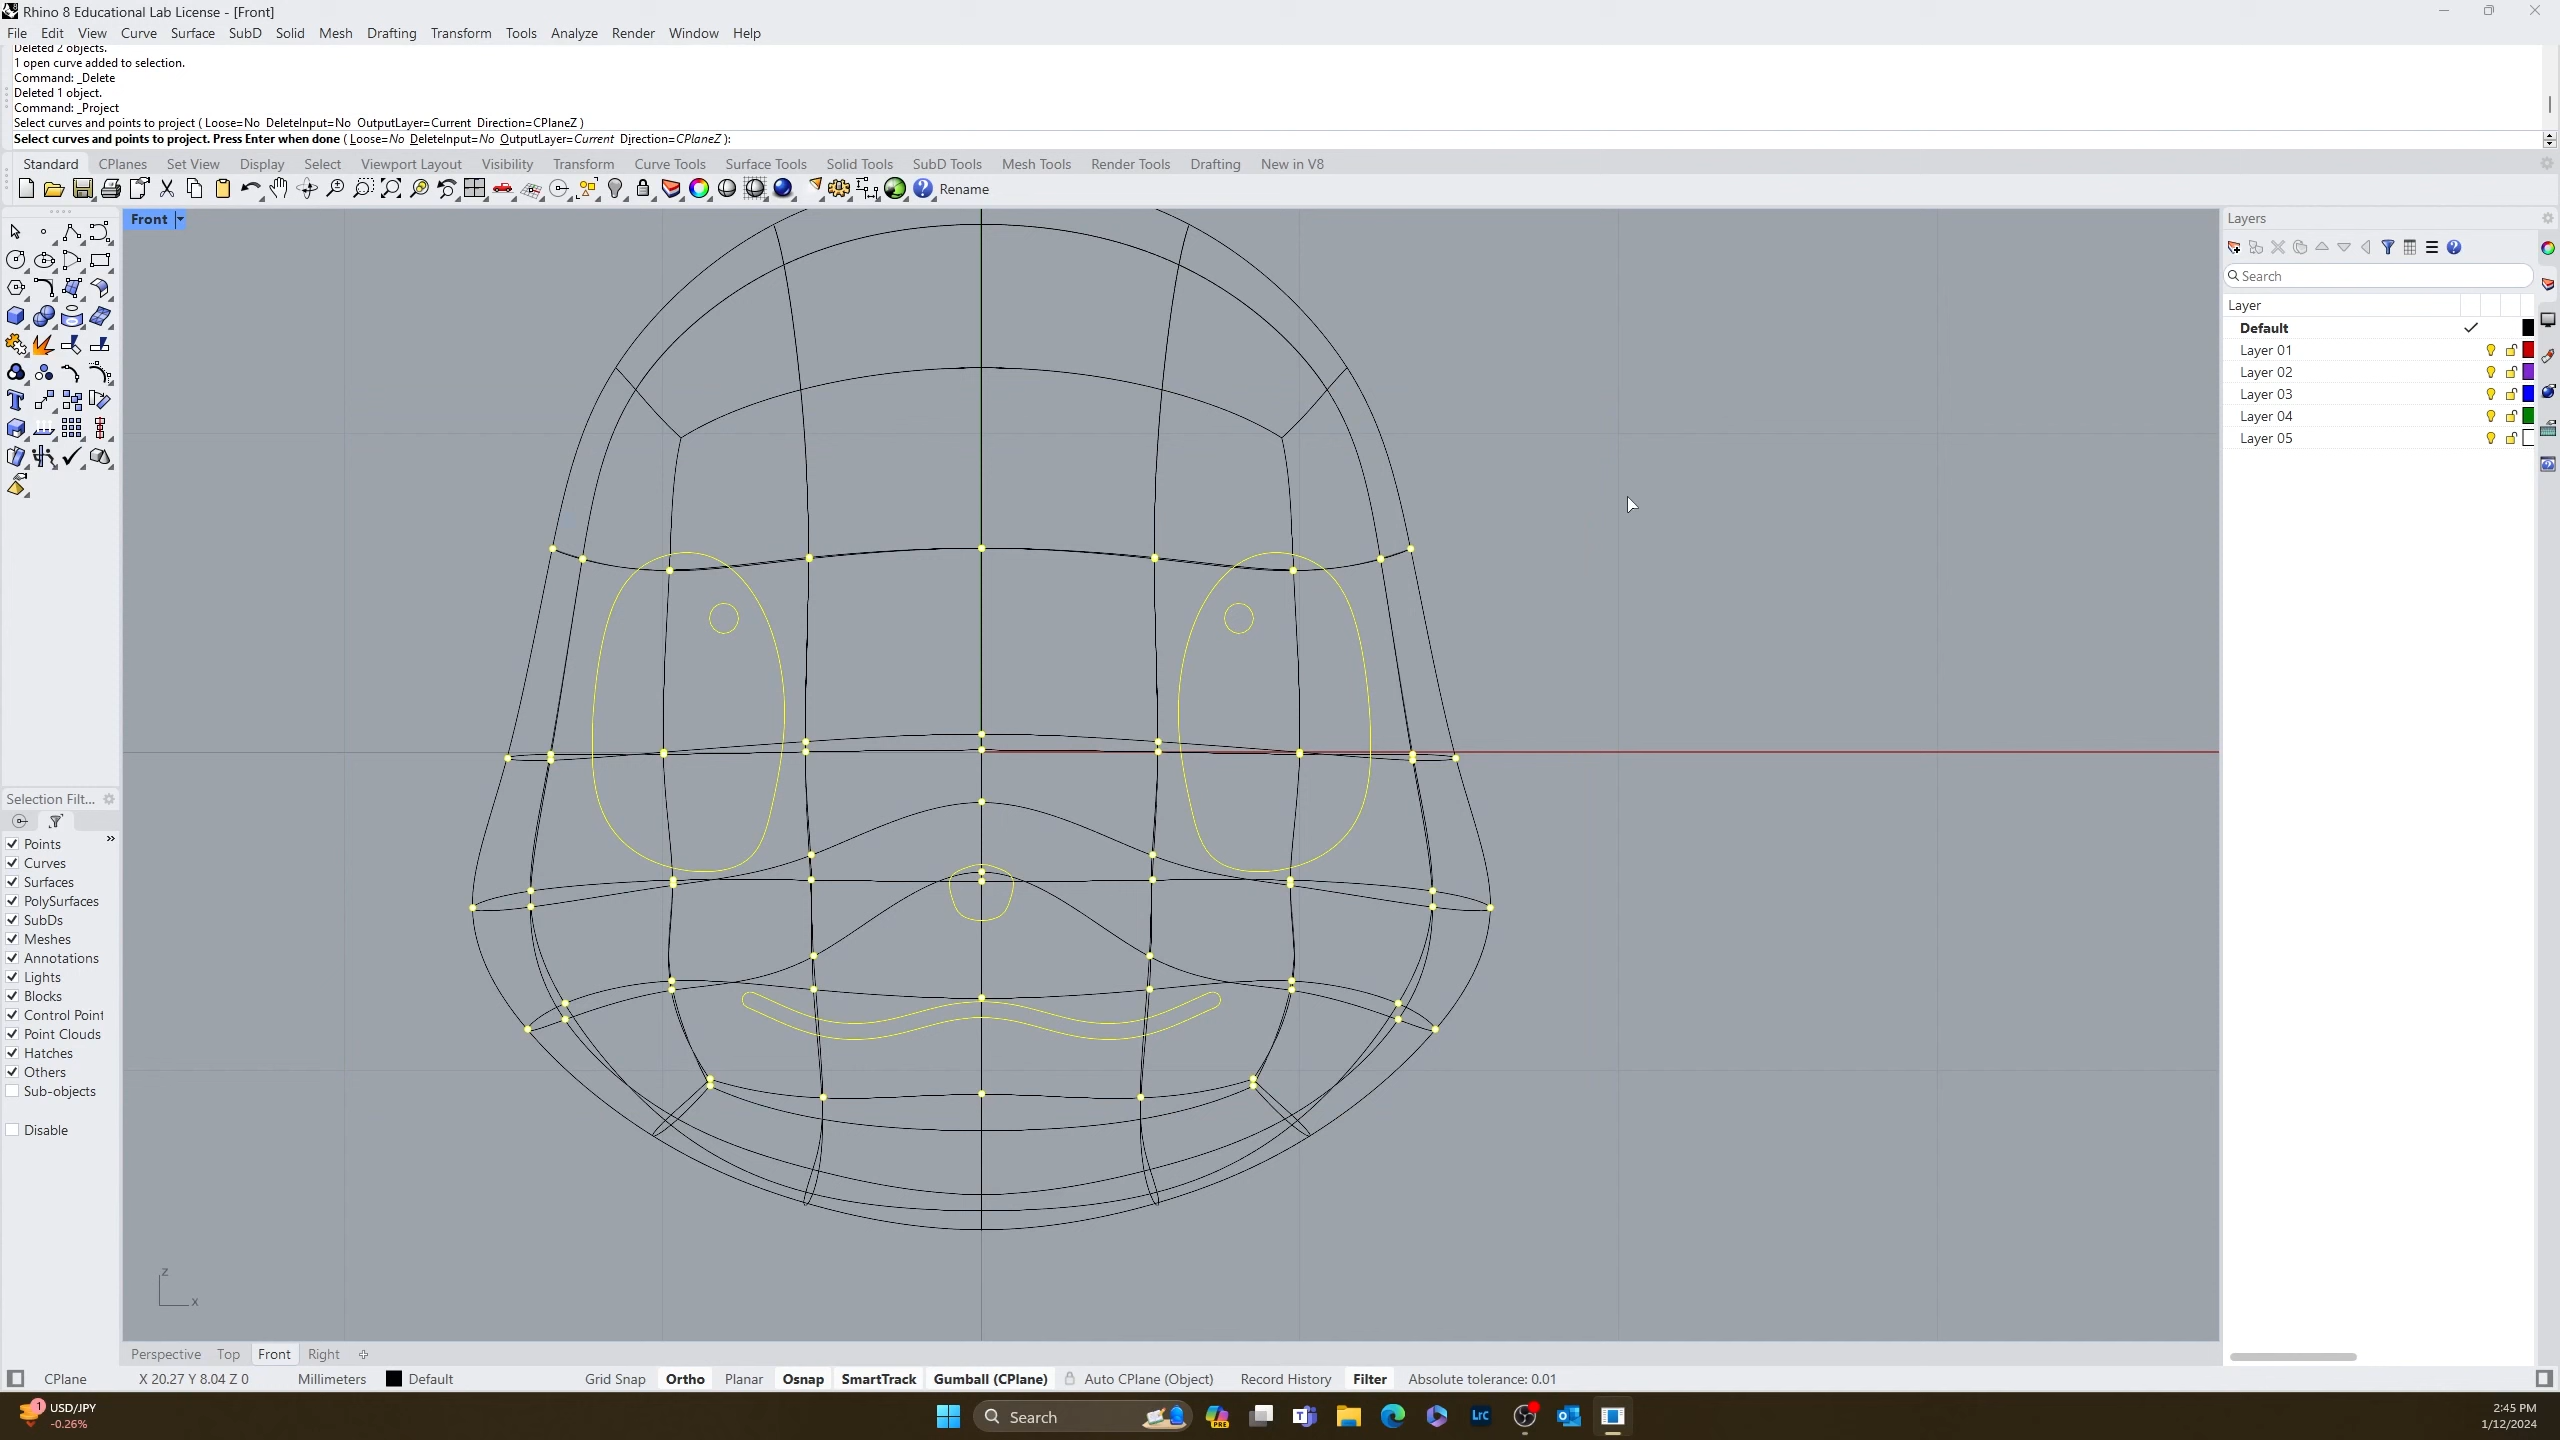 Rhino 8 Educational Lab License - [Front]
File Edit View Curve Surface SubD Solid Mesh Drafting Transform Tools Analyze Render Window Help
Deleted 2 objects.
1 open curve added to selection.
Command: _Delete
Deleted 1 object.
Command: _Project
Select curves and points to project ( Loose=No DeleteInput=No OutputLayer=Current Direction=CPlaneZ )
Select curves and points to project. Press Enter when done ( Loose=No DeleteInput=No OutputLayer=Current Direction=CPlaneZ ):
Standard CPlanes Set View Display Select Viewport Layout Visibility Transform Curve Tools Surface Tools Solid Tools SubD Tools Mesh Tools Render Tools Drafting New in V8
Rename
Front
Layers
Search
Layer
Default
Layer 01
Layer 02
Layer 03
Layer 04
Layer 05
Selection Filt...
Points
Curves
Surfaces
PolySurfaces
SubDs
Meshes
Annotations
Lights
Blocks
Control Point
Point Clouds
Hatches
Others
Sub-objects
Disable
z
x
Perspective Top Front Right
CPlane X 20.27 Y 8.04 Z 0 Millimeters Default Grid Snap Ortho Planar Osnap SmartTrack Gumball (CPlane) Auto CPlane (Object) Record History Filter Absolute tolerance: 0.01
1
USD/JPY
-0.26%
Search
PRE
Lrc
2:45 PM
1/12/2024